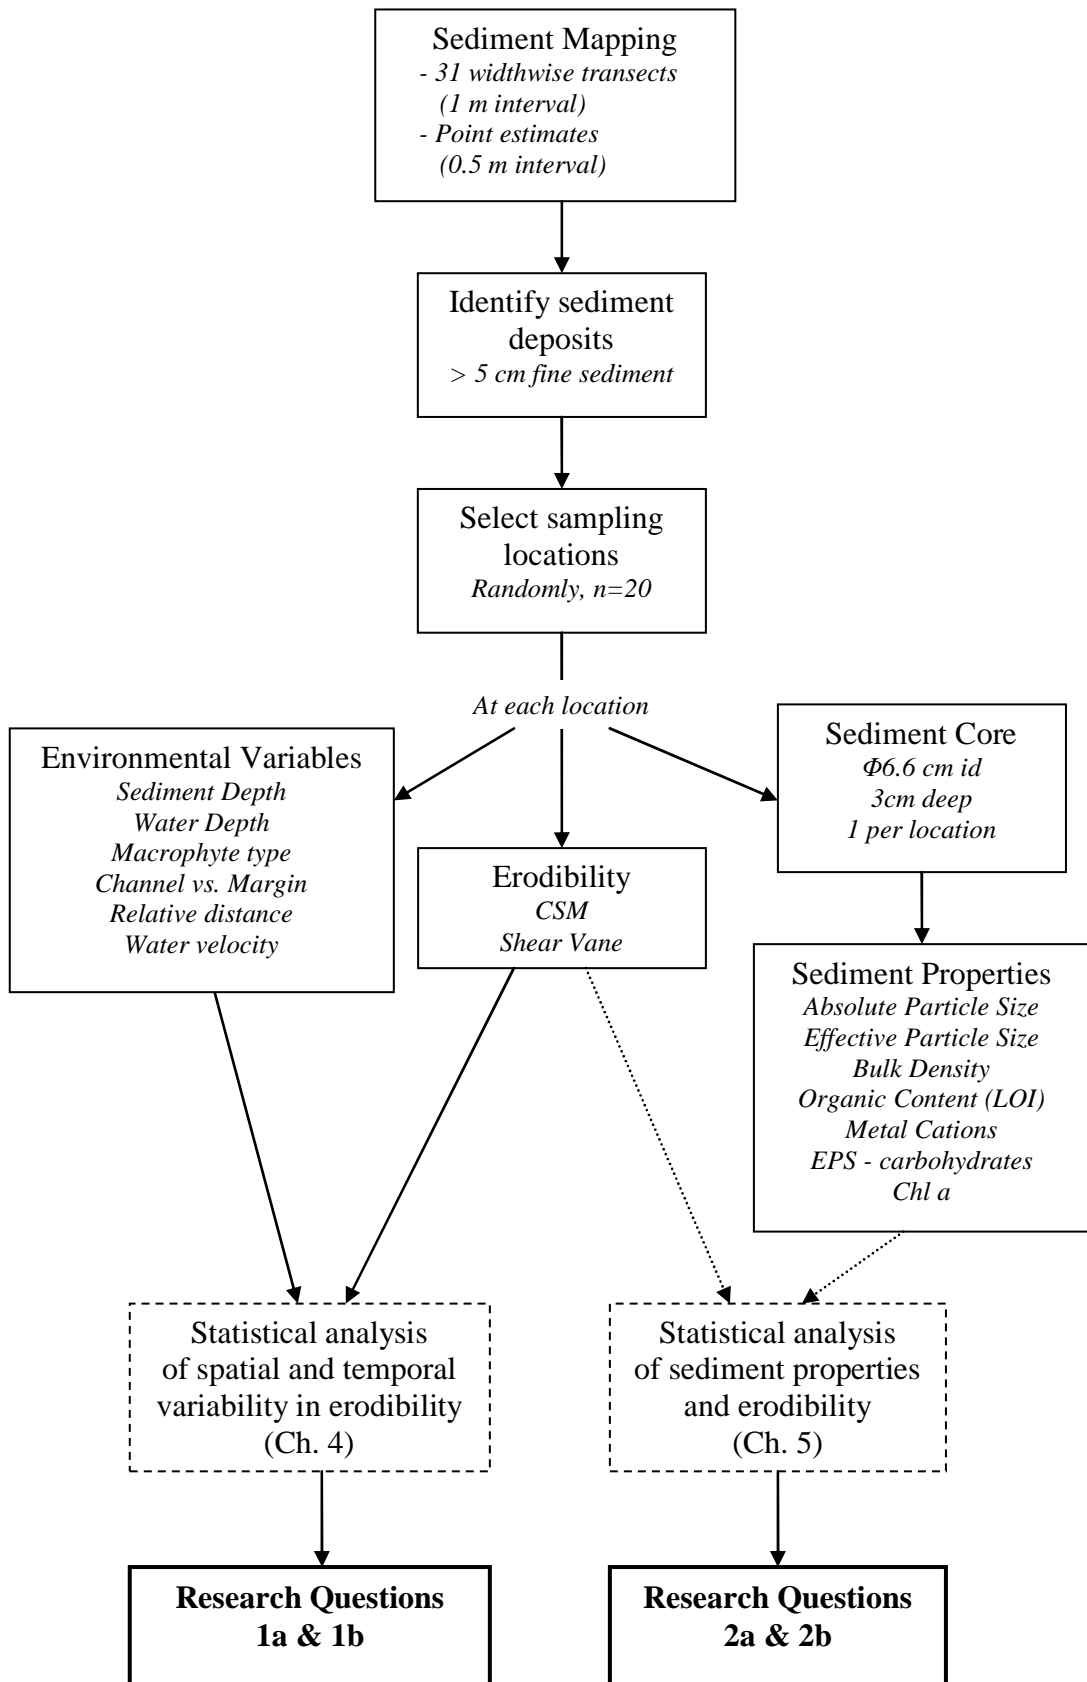 Sediment Mapping
- 31 widthwise transects
(1 m interval)
- Point estimates
(0.5 m interval)
Identify sediment
deposits
> 5 cm fine sediment
Select sampling
locations
Randomly, n=20
At each location
Environmental Variables
Sediment Depth
Water Depth
Macrophyte type
Channel vs. Margin
Relative distance
Water velocity
Erodibility
CSM
Shear Vane
Sediment Core
Φ6.6 cm id
3cm deep
1 per location
Sediment Properties
Absolute Particle Size
Effective Particle Size
Bulk Density
Organic Content (LOI)
Metal Cations
EPS - carbohydrates
Chl a
Statistical analysis
of spatial and temporal
variability in erodibility
(Ch. 4)
Statistical analysis
of sediment properties
and erodibility
(Ch. 5)
Research Questions
1a & 1b
Research Questions
2a & 2b